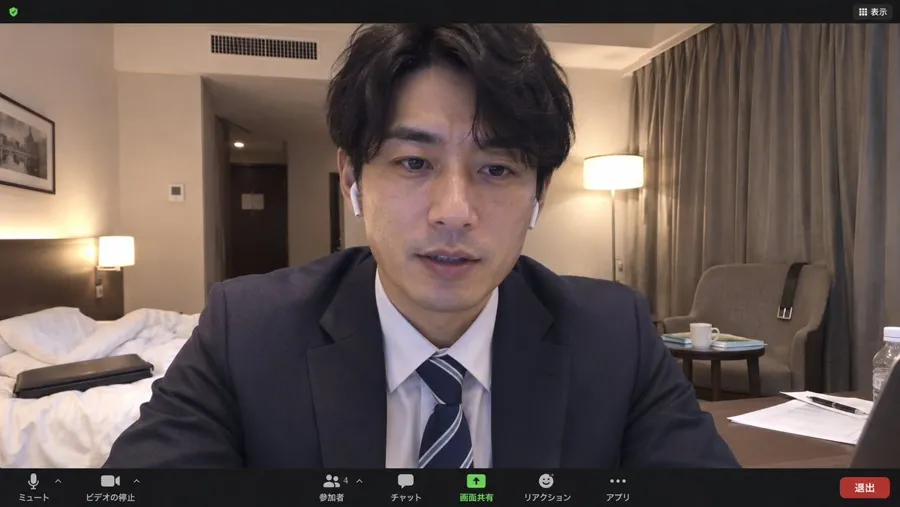 表示
ミュート
ビデオの停止
4
参加者
チャット
画面共有
リアクション
アプリ
退出